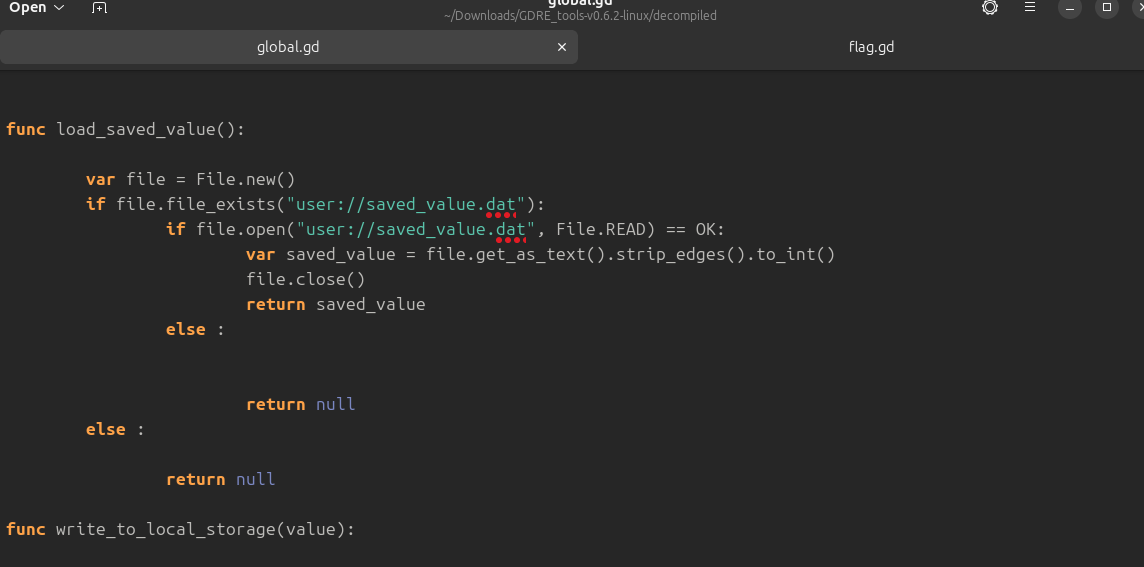 Open
global.gd
~/Downloads/GDRE_tools-v0.6.2-linux/decompiled
global.gd
flag.gd
func load_saved_value():
var file = File.new()
if file.file_exists("user://saved_value.dat"):
if file.open("user://saved_value.dat", File.READ) == OK:
var saved_value = file.get_as_text().strip_edges().to_int()
file.close()
return saved_value
else :
return null
else :
return null
func write_to_local_storage(value):